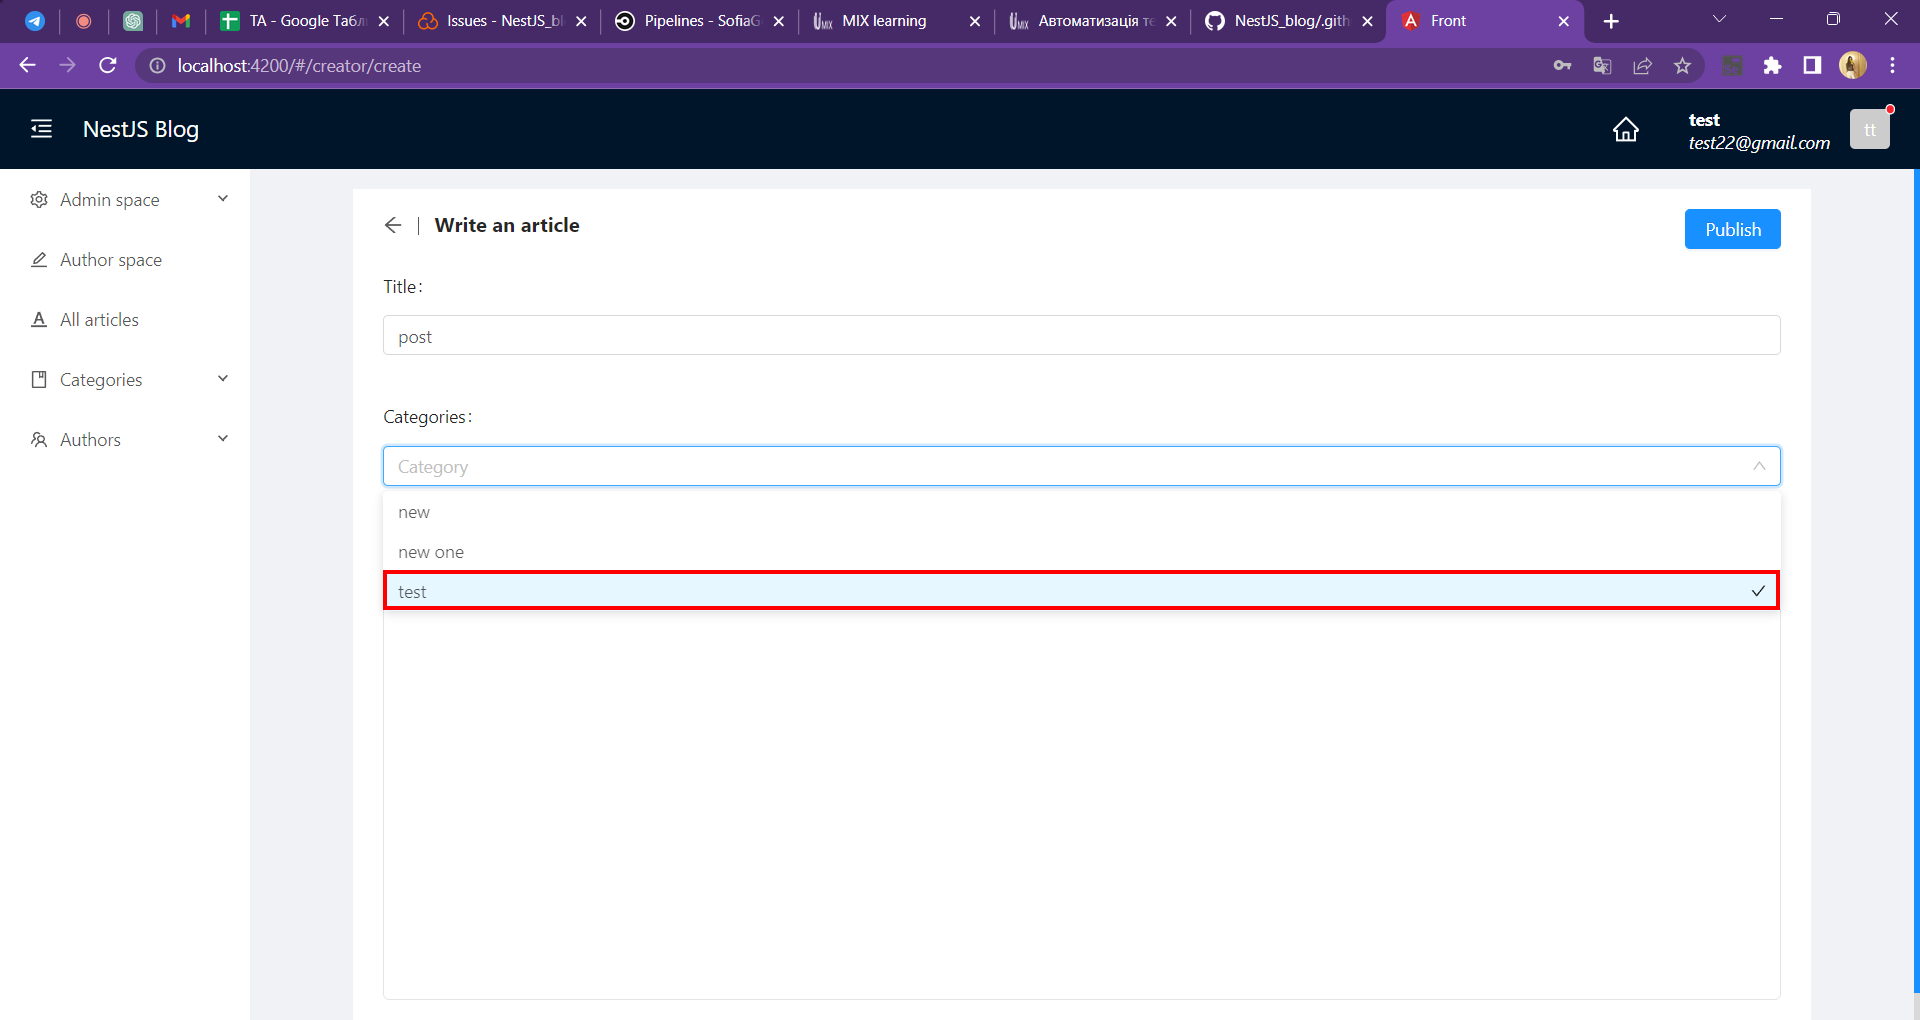 TA - Google Табл
Issues - NestJS_bl
Pipelines - SofiaG
MIX learning
Автоматизація те
NestJS_blog/.gith
Front
localhost:4200/#/creator/create
NestJS Blog
test
test22@gmail.com
tt
Admin space
Author space
All articles
Categories
Authors
Write an article
Publish
Title:
post
Categories:
Category
new
new one
test